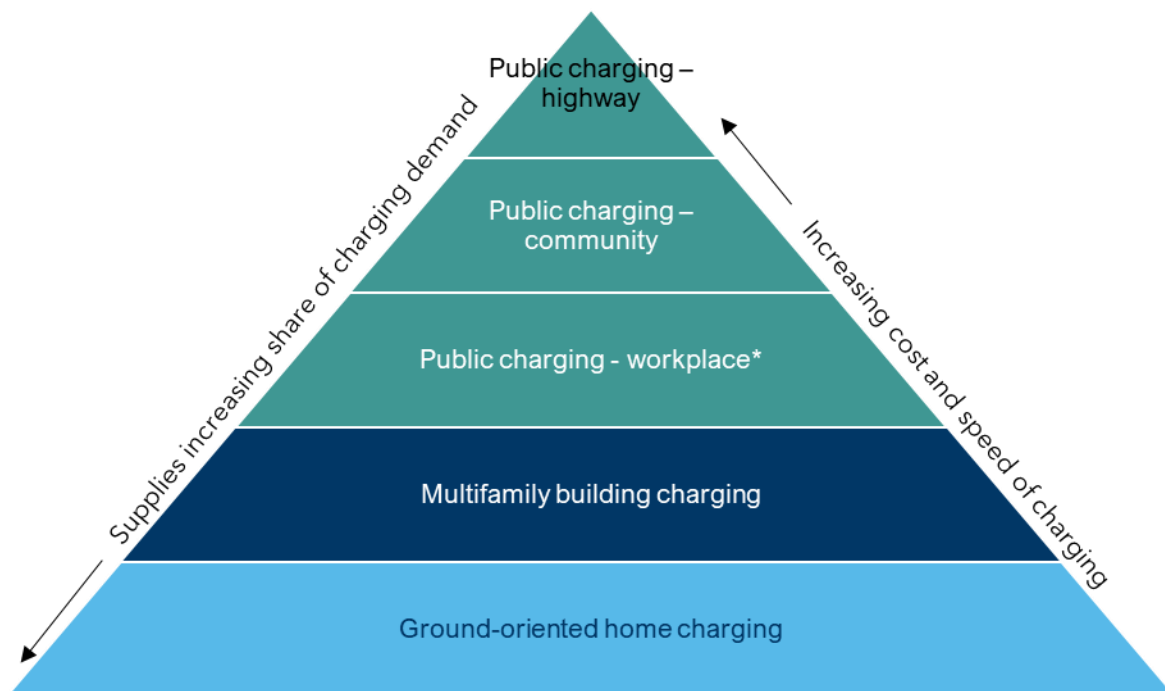 Public charging –
highway
Supplies increasing share of charging demand
Increasing cost and speed of charging
Public charging –
community
Public charging - workplace*
Multifamily building charging
Ground-oriented home charging